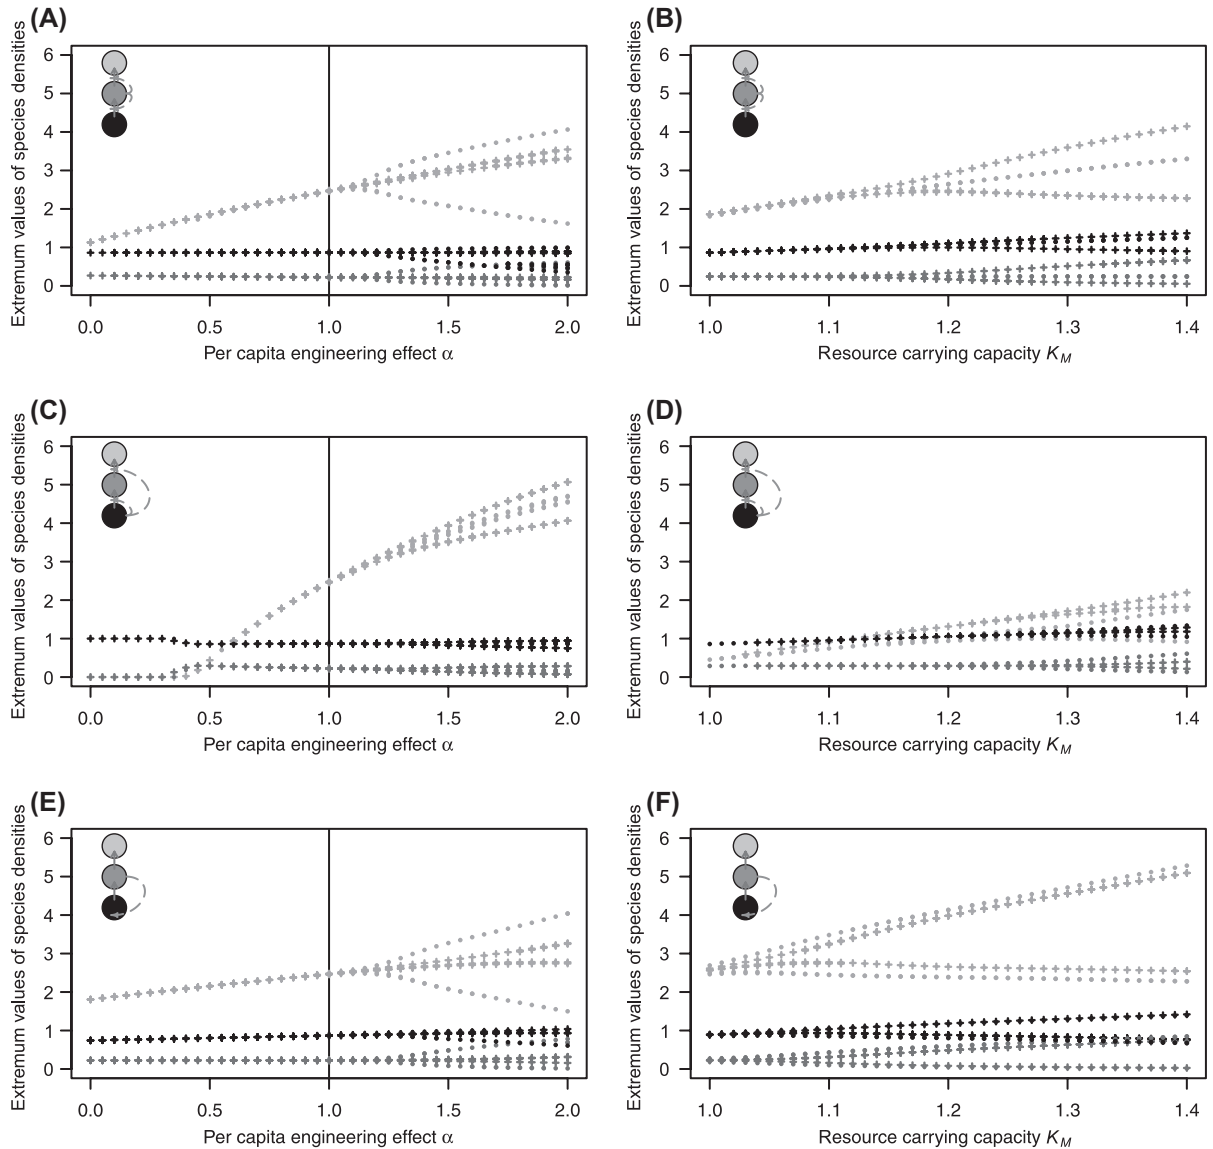 (A)
Extremum values of species densities
6
5
4
3
2
1
0
0.0 0.5 1.0 1.5 2.0
Per capita engineering effect α
(B)
Extremum values of species densities
6
5
4
3
2
1
0
1.0 1.1 1.2 1.3 1.4
Resource carrying capacity K_M
(C)
Extremum values of species densities
6
5
4
3
2
1
0
0.0 0.5 1.0 1.5 2.0
Per capita engineering effect α
(D)
Extremum values of species densities
6
5
4
3
2
1
0
1.0 1.1 1.2 1.3 1.4
Resource carrying capacity K_M
(E)
Extremum values of species densities
6
5
4
3
2
1
0
0.0 0.5 1.0 1.5 2.0
Per capita engineering effect α
(F)
Extremum values of species densities
6
5
4
3
2
1
0
1.0 1.1 1.2 1.3 1.4
Resource carrying capacity K_M